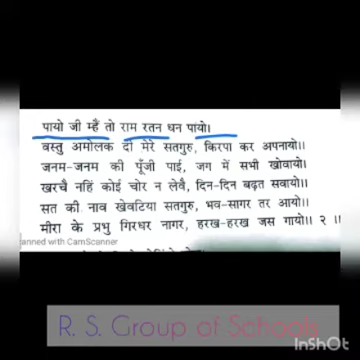 पायो जी म्हैं तो राम रतन धन पायो।
वस्तु अमोलक दी मेरे सतगुरु, किरपा कर अपनायो।।
जनम-जनम की पूँजी पाई, जग में सभी खोवायो।
खरचै नहिं कोई चोर न लेवै, दिन-दिन बढ़त सवायो।
सत की नाव खेवटिया सतगुरु, भव-सागर तर आयो।
मीरा के प्रभु गिरधर नागर, हरख-हरख जस गायो।। २ ।।
anned with CamScanner
R. S. Group of Schools
InShOt